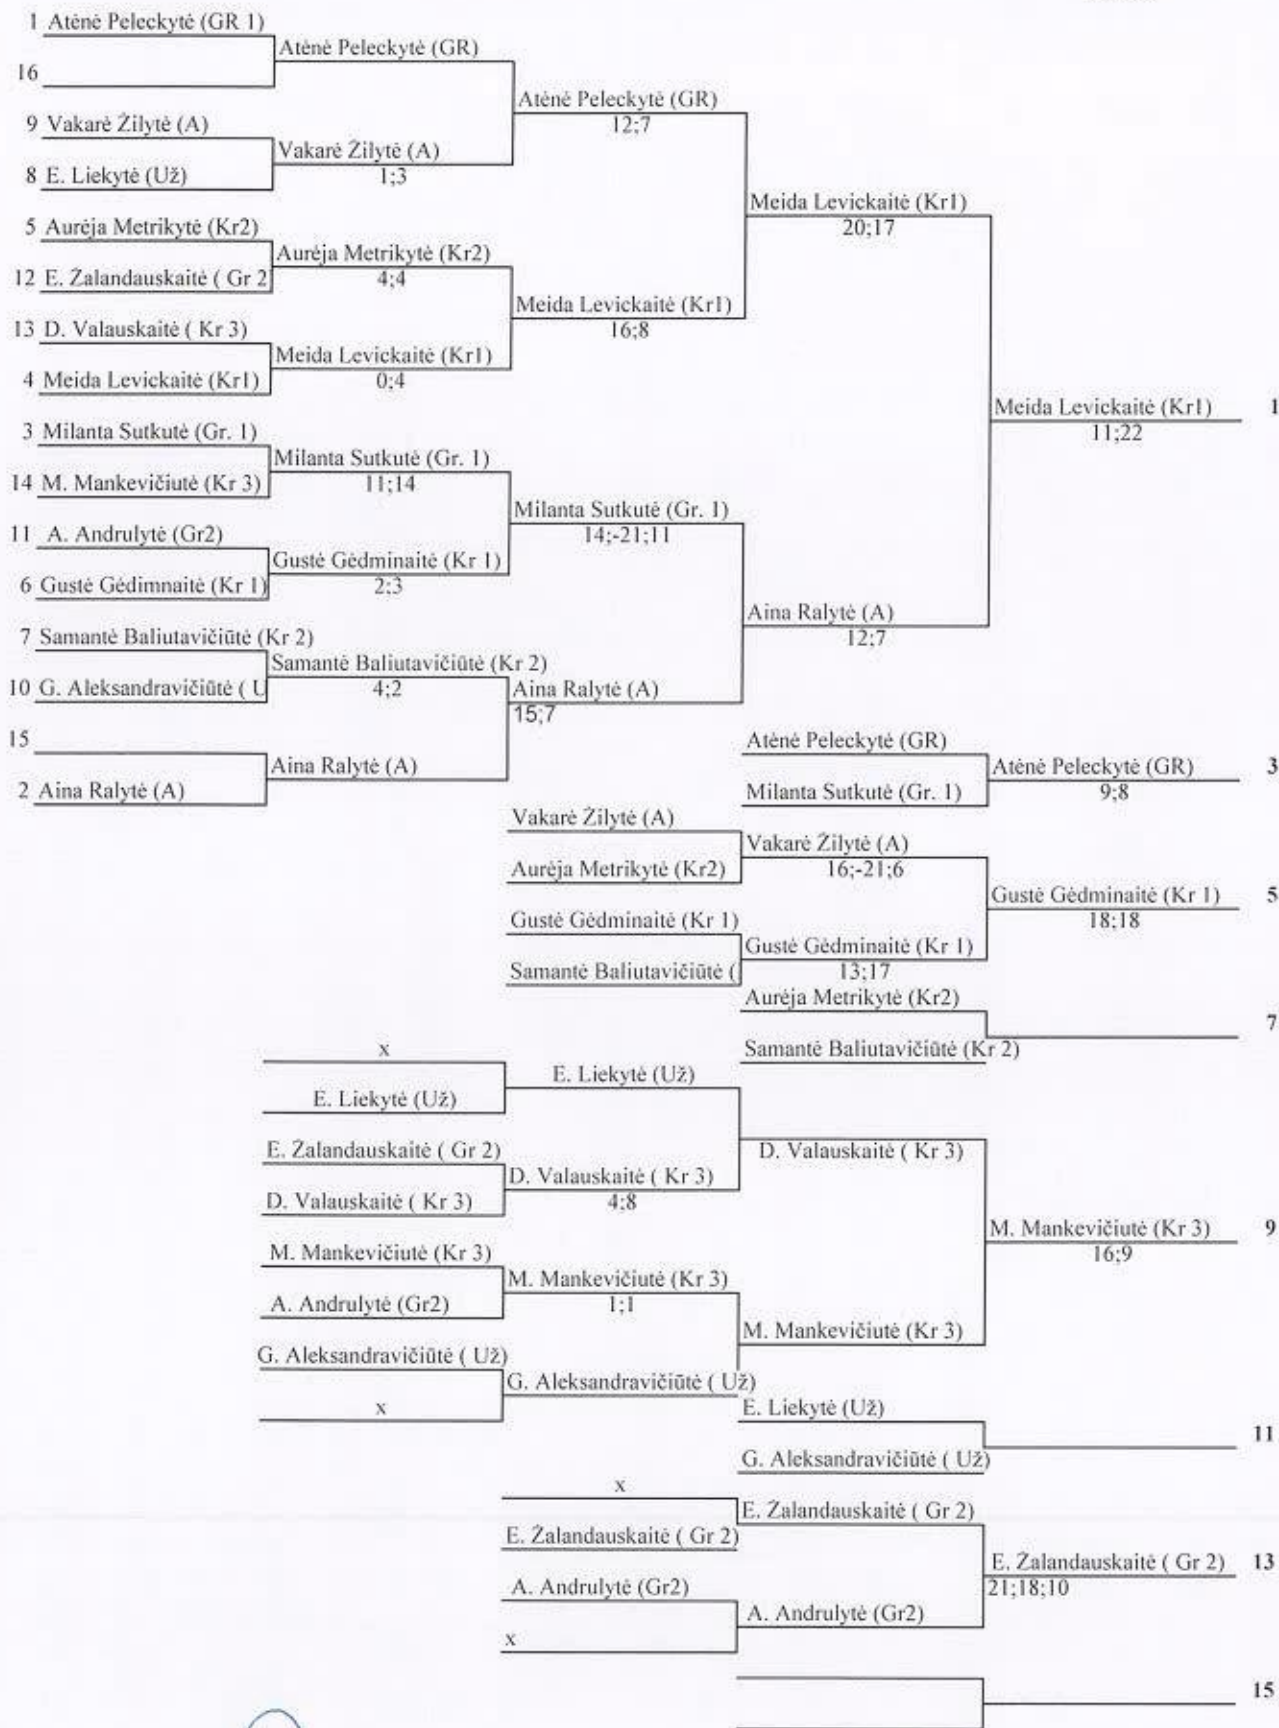 1 Atėnė Peleckytė (GR 1)
Atėnė Peleckytė (GR)
16
Atėnė Peleckytė (GR)
12;7
9 Vakarė Žilytė (A)
Vakarė Žilytė (A)
1;3
8 E. Liekytė (Už)
Meida Levickaitė (Kr1)
20;17
5 Aurėja Metrikytė (Kr2)
Aurėja Metrikytė (Kr2)
4;4
12 E. Žalandauskaitė ( Gr 2
Meida Levickaitė (Kr1)
16;8
13 D. Valauskaitė ( Kr 3)
Meida Levickaitė (Kr1)
0;4
4 Meida Levickaitė (Kr1)
Meida Levickaitė (Kr1) 1
11;22
3 Milanta Sutkutė (Gr. 1)
Milanta Sutkutė (Gr. 1)
11;14
14 M. Mankevičiutė (Kr 3)
Milanta Sutkutė (Gr. 1)
14;-21;11
11 A. Andrulytė (Gr2)
Gustė Gėdminaitė (Kr 1)
2;3
6 Gustė Gėdimnaitė (Kr 1)
Aina Ralytė (A)
12;7
7 Samantė Baliutavičiūtė (Kr 2)
Samantė Baliutavičiūtė (Kr 2)
4;2
10 G. Aleksandravičiūtė ( U
Aina Ralytė (A)
15;7
15
Aina Ralytė (A)
2 Aina Ralytė (A)
Atėnė Peleckytė (GR)
Atėnė Peleckytė (GR) 3
9;8
Milanta Sutkutė (Gr. 1)
Vakarė Žilytė (A)
Vakarė Žilytė (A)
16;-21;6
Aurėja Metrikytė (Kr2)
Gustė Gėdminaitė (Kr 1) 5
18;18
Gustė Gėdminaitė (Kr 1)
Gustė Gėdminaitė (Kr 1)
13;17
Samantė Baliutavičiūtė (
Aurėja Metrikytė (Kr2)
7
Samantė Baliutavičiūtė (Kr 2)
x
E. Liekytė (Už)
E. Liekytė (Už)
E. Žalandauskaitė ( Gr 2)
D. Valauskaitė ( Kr 3)
D. Valauskaitė ( Kr 3)
4;8
D. Valauskaitė ( Kr 3)
M. Mankevičiutė (Kr 3) 9
16;9
M. Mankevičiutė (Kr 3)
M. Mankevičiutė (Kr 3)
1;1
A. Andrulytė (Gr2)
M. Mankevičiutė (Kr 3)
G. Aleksandravičiūtė ( Už)
G. Aleksandravičiūtė ( Už)
x
E. Liekytė (Už)
11
G. Aleksandravičiūtė ( Už)
x
E. Žalandauskaitė ( Gr 2)
E. Žalandauskaitė ( Gr 2)
E. Žalandauskaitė ( Gr 2) 13
21;18;10
A. Andrulytė (Gr2)
A. Andrulytė (Gr2)
x
15